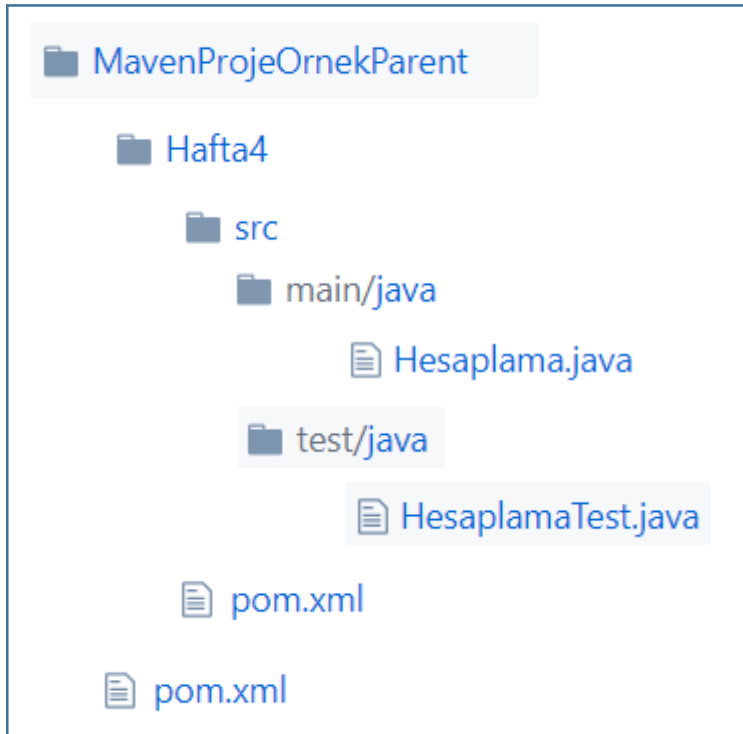 MavenProjeOrnekParent
Hafta4
src
main/java
Hesaplama.java
test/java
HesaplamaTest.java
pom.xml
pom.xml